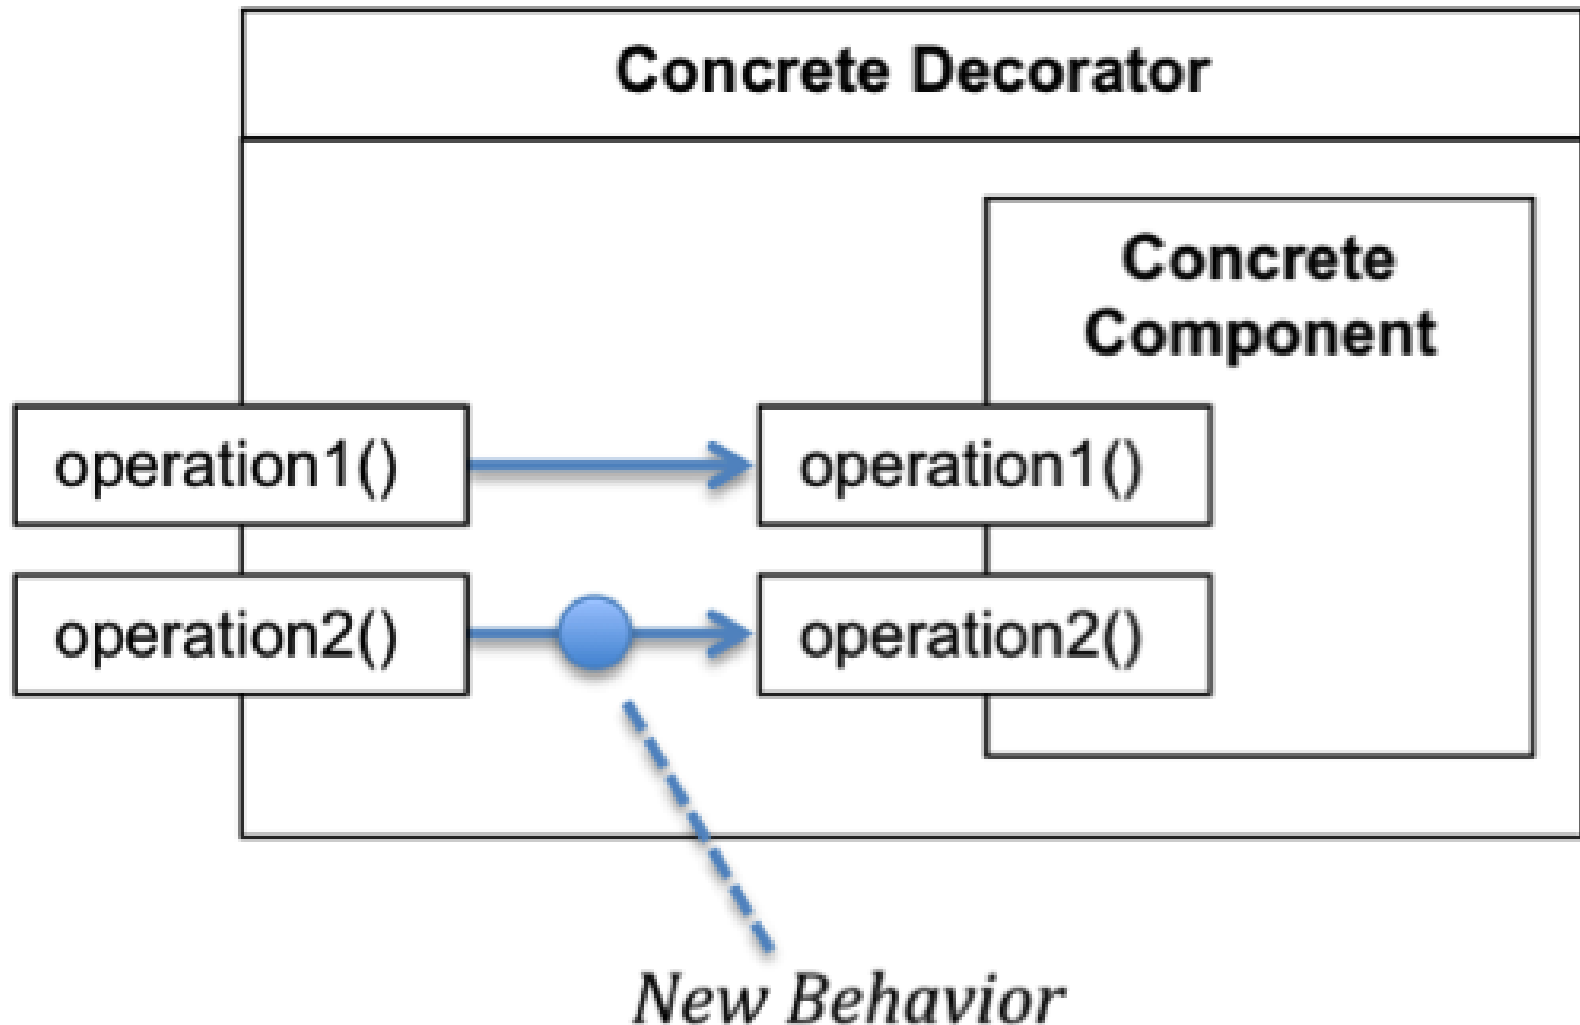 Concrete Decorator
Concrete
Component
operation1()
operation1()
operation2()
operation2()
New Behavior